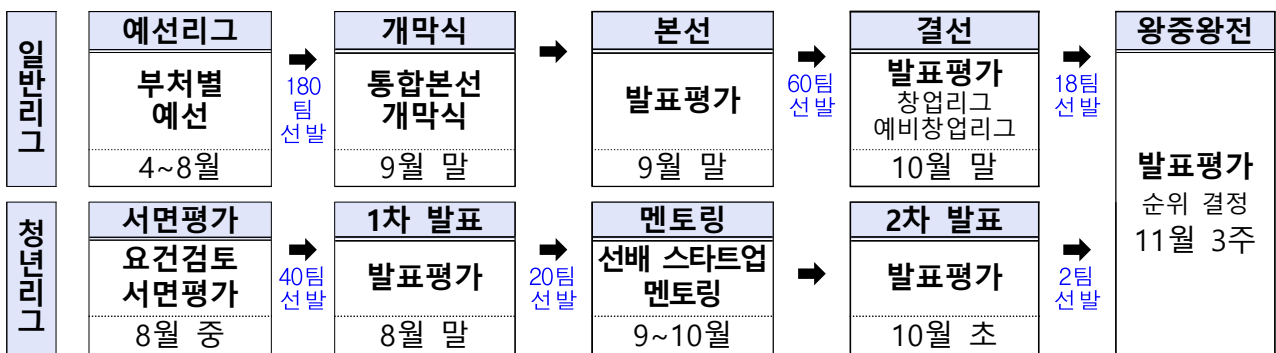 일반리그
예선리그
부처별
예선
4~8월
180
팀
선발
개막식
통합본선
개막식
9월 말
본선
발표평가
9월 말
60팀
선발
결선
발표평가
창업리그
예비창업리그
10월 말
18팀
선발
왕중왕전
발표평가
순위 결정
11월 3주
청년리그
서면평가
요건검토
서면평가
8월 중
40팀
선발
1차 발표
발표평가
8월 말
20팀
선발
멘토링
선배 스타트업
멘토링
9~10월
2차 발표
발표평가
10월 초
2팀
선발